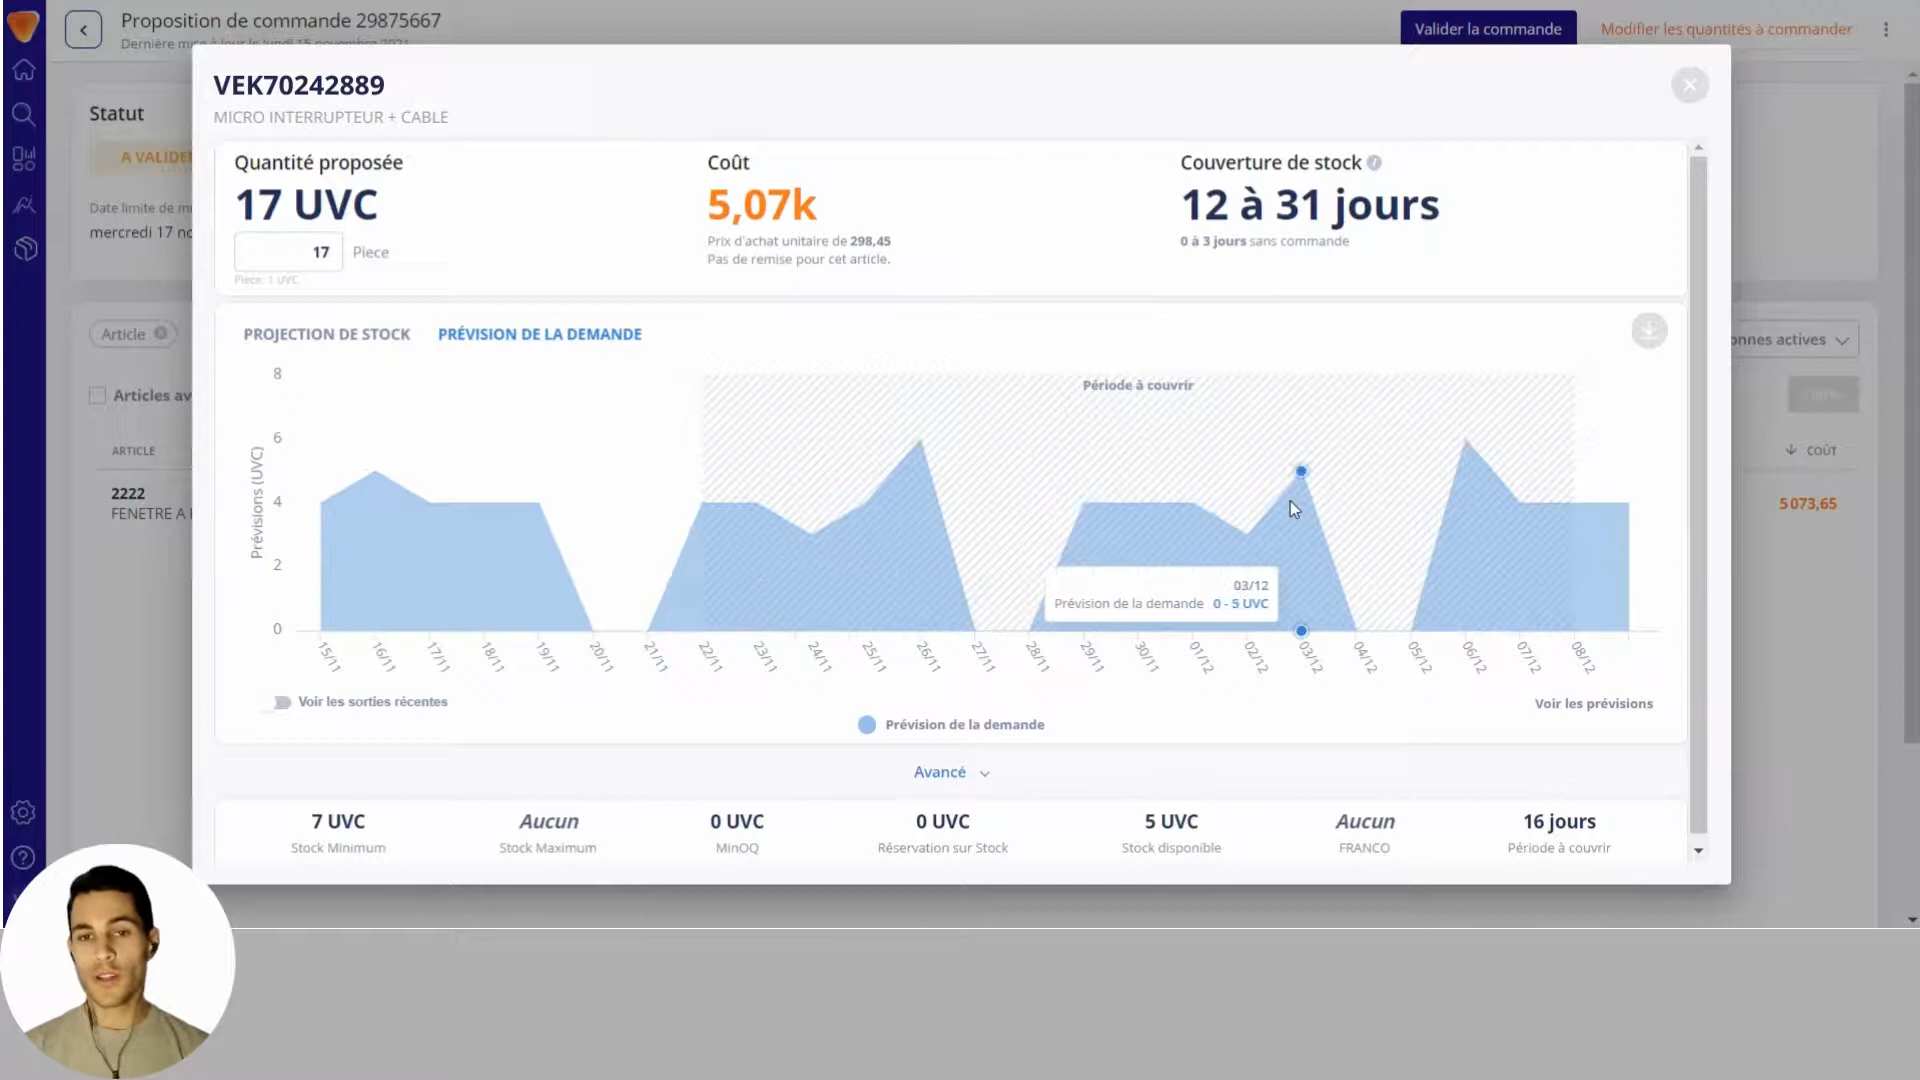 Proposition de commande 29875667
Dernière mise à jour le lundi 15 novembre 2021
Valider la commande
Modifier les quantités à commander
Statut
A VALIDE
Date limite de
mercredi 17
Article
Articles
ARTICLE
2222
FENETRE A
onnes actives
COÛT
5 073,65
VEK70242889
MICRO INTERRUPTEUR + CABLE
Quantité proposée
17 UVC
17 Piece
Piece: 1 UVC
Coût
5,07k
Prix d'achat unitaire de 298,45
Pas de remise pour cet article.
Couverture de stock
12 à 31 jours
0 à 3 jours sans commande
PROJECTION DE STOCK
PRÉVISION DE LA DEMANDE
Période à couvrir
Prévisions (UVC)
8
6
4
2
0
03/12
Prévision de la demande 0 - 5 UVC
15/11 16/11 17/11 18/11 19/11 20/11 21/11 22/11 23/11 24/11 25/11 26/11 27/11 28/11 29/11 30/11 01/12 02/12 03/12 04/12 05/12 06/12 07/12 08/12
Voir les sorties récentes
Voir les prévisions
Prévision de la demande
Avancé
7 UVC
Stock Minimum
Aucun
Stock Maximum
0 UVC
MinOQ
0 UVC
Réservation sur Stock
5 UVC
Stock disponible
Aucun
FRANCO
16 jours
Période à couvrir